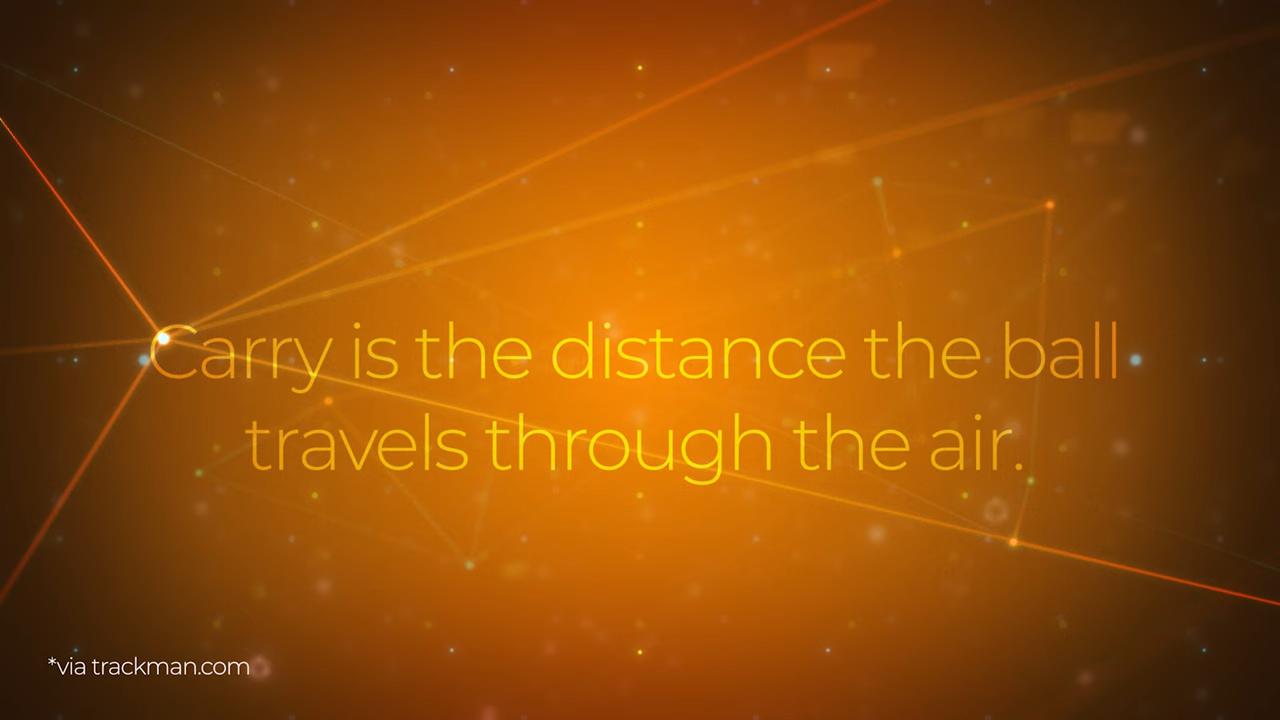 Carry is the distance the ball
travels through the air.
*via trackman.com